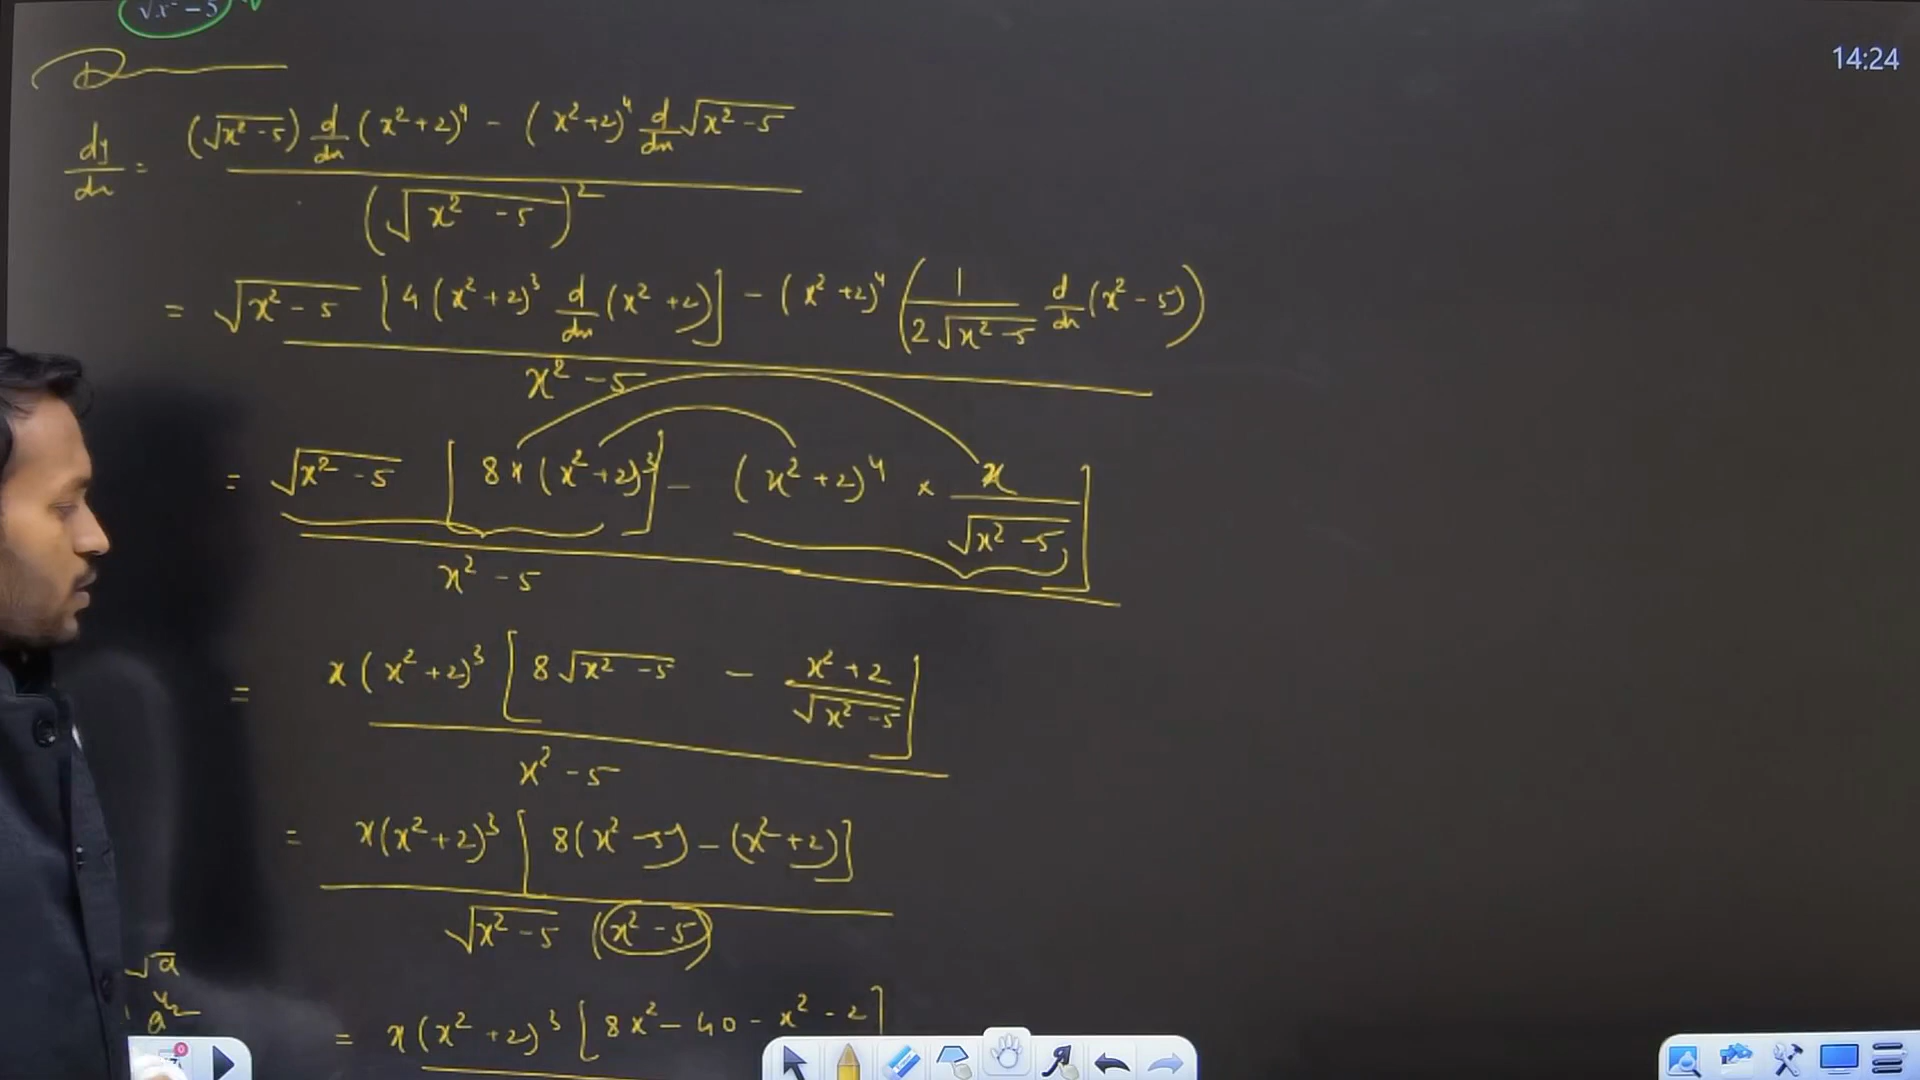 √x² - 5
14:24
dy/dx = ((√x² - 5) d/dx (x² + 2)⁴ - (x² + 2)⁴ d/dx √x² - 5) / (√x² - 5)²
= (√x² - 5 [4(x² + 2)³ d/dx (x² + 2)] - (x² + 2)⁴ (1/(2√x² - 5) d/dx (x² - 5))) / (x² - 5)
= (√x² - 5 [8x(x² + 2)³] - (x² + 2)⁴ × x/√x² - 5]) / (x² - 5)
= (x(x² + 2)³ [8√x² - 5 - (x² + 2)/√x² - 5]) / (x² - 5)
= (x(x² + 2)³ [8(x² - 5) - (x² + 2)]) / (√x² - 5 (x² - 5))
√a
a^1/2
= x(x² + 2)³ [8x² - 40 - x² - 2]